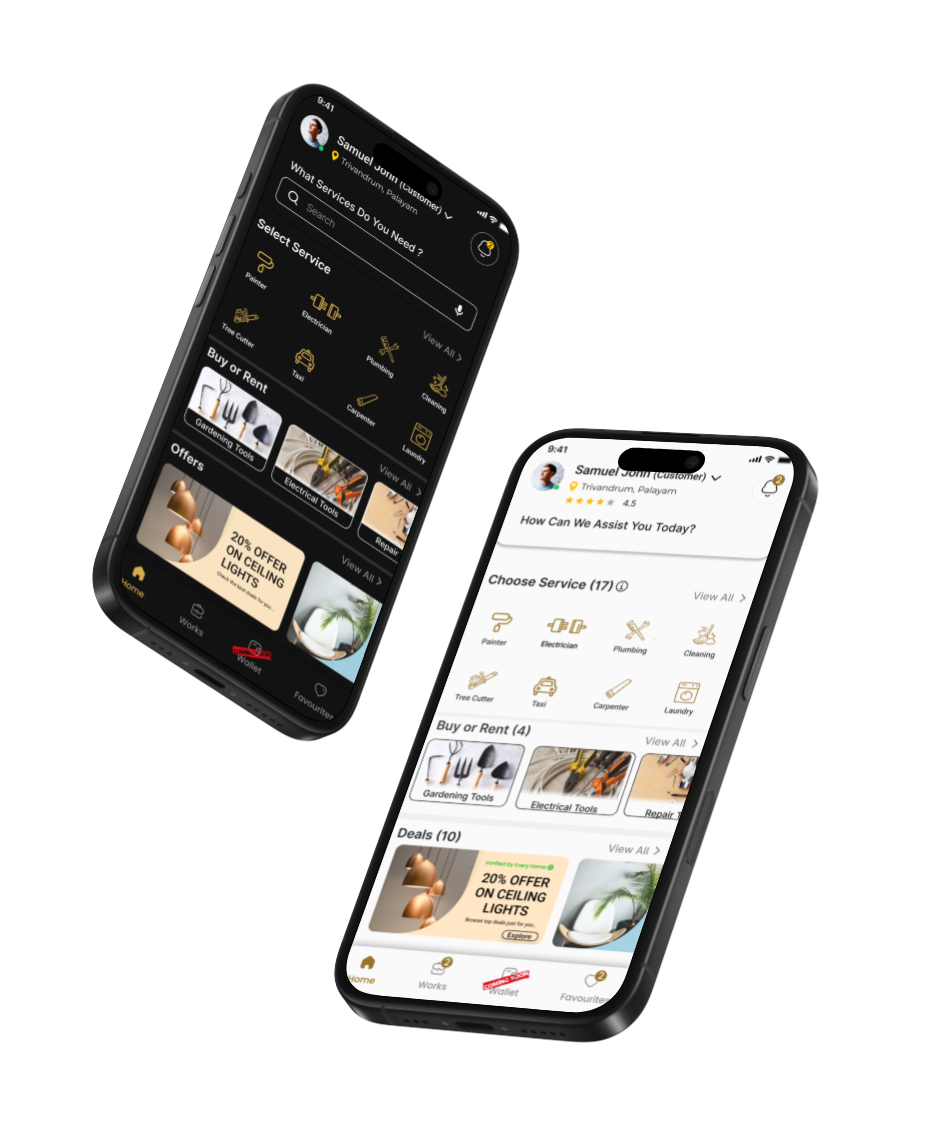 9:41
Samuel John (Customer)
Trivandrum, Palayam
2
What Services Do You Need ?
Search
Select Service
View All
Painter
Electrician
Plumbing
Cleaning
Tree Cutter
Taxi
Carpenter
Laundry
Buy or Rent
View All
Gardening Tools
Electrical Tools
Repair
Offers
View All
20% OFFER
ON CEILING
LIGHTS
Check the best deals for you...
Home
Works
Wallet
Favourites
9:41
Samuel John (Customer)
2
Trivandrum, Palayam
4.5
How Can We Assist You Today?
Choose Service (17)
View All
Painter
Electrician
Plumbing
Cleaning
Tree Cutter
Taxi
Carpenter
Laundry
Buy or Rent (4)
View All
Gardening Tools
Electrical Tools
Repair T
Deals (10)
View All
Verified by Every Home
20% OFFER
ON CEILING
LIGHTS
Browse top deals just for you...
Explore
Home
2
Works
COMING SOON
Wallet
2
Favourites